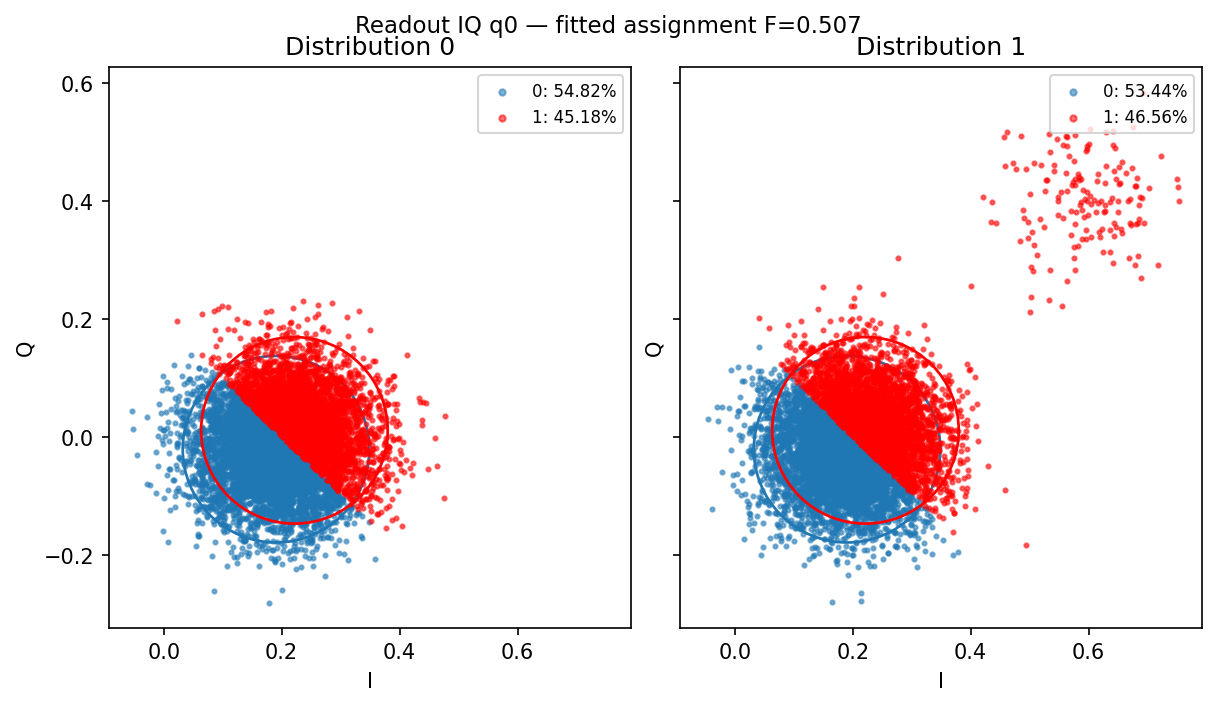 Readout IQ q0 — fitted assignment F=0.507
Distribution 0
Distribution 1
0: 54.82%
1: 45.18%
0: 53.44%
1: 46.56%
Q
0.6
0.4
0.2
0.0
−0.2
0.0
0.2
0.4
0.6
I
Q
0.0
0.2
0.4
0.6
I